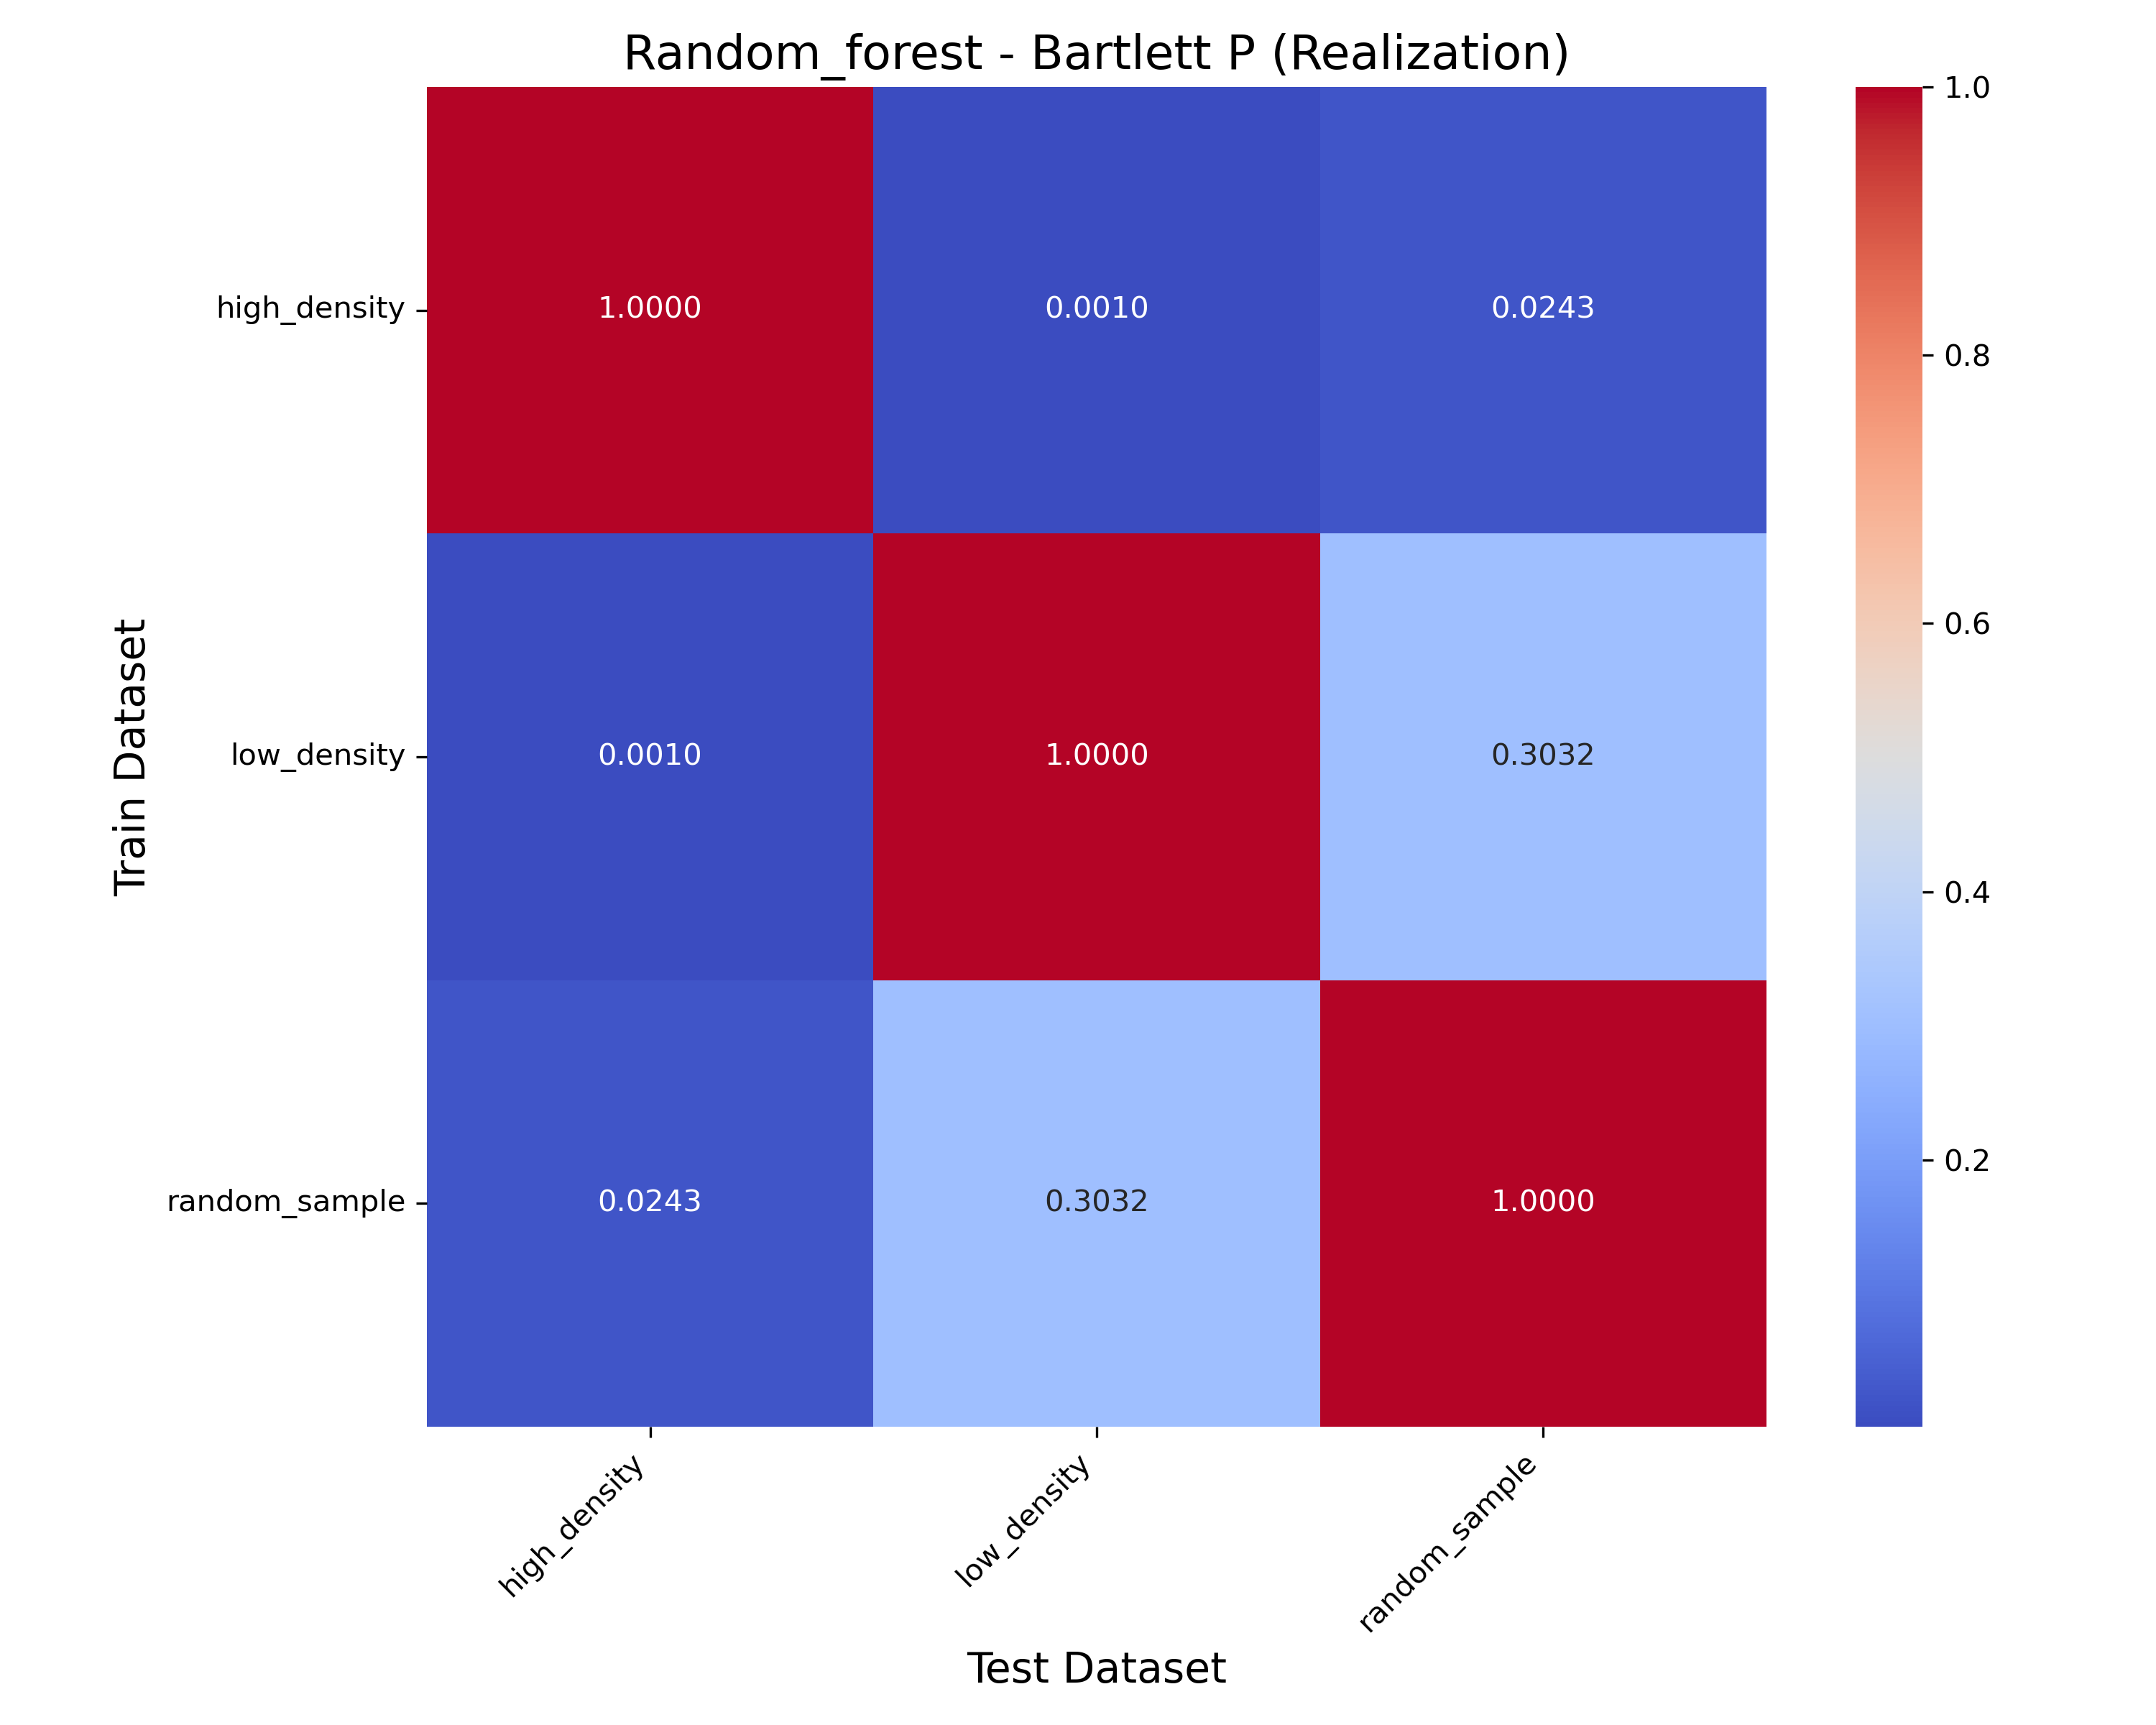 Random_forest - Bartlett P (Realization)
Train Dataset
high_density
1.0000
0.0010
0.0243
low_density
0.0010
1.0000
0.3032
random_sample
0.0243
0.3032
1.0000
high_density
low_density
random_sample
Test Dataset
1.0
0.8
0.6
0.4
0.2